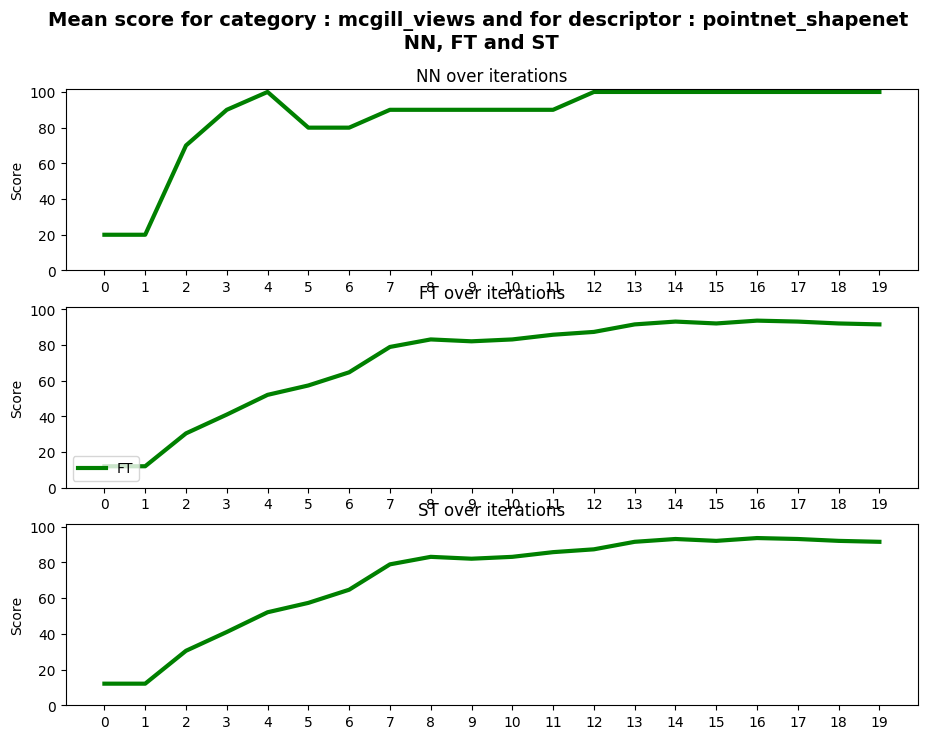 Mean score for category : mcgill_views and for descriptor : pointnet_shapenet
NN, FT and ST
NN over iterations
100
80
60
40
20
0
Score
0 1 2 3 4 5 6 7 8 9 10 11 12 13 14 15 16 17 18 19
FT over iterations
100
80
60
40
20
0
Score
FT
0 1 2 3 4 5 6 7 8 9 10 11 12 13 14 15 16 17 18 19
ST over iterations
100
80
60
40
20
0
Score
0 1 2 3 4 5 6 7 8 9 10 11 12 13 14 15 16 17 18 19